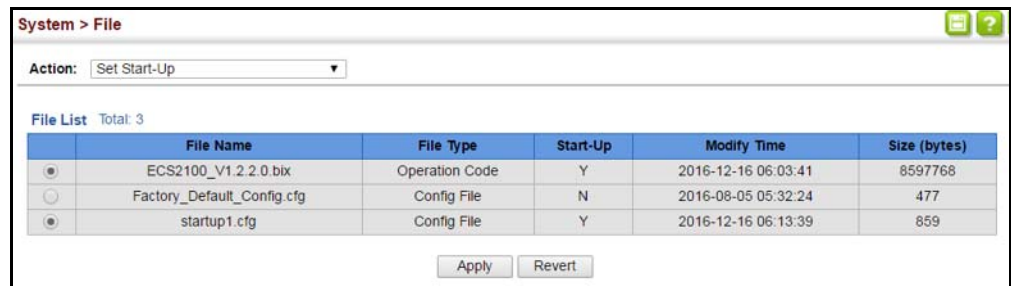 System > File
?
Action: Set Start-Up
File List Total: 3
File Name File Type Start-Up Modify Time Size (bytes)
ECS2100_V1.2.2.0.bix Operation Code Y 2016-12-16 06:03:41 8597768
Factory_Default_Config.cfg Config File N 2016-08-05 05:32:24 477
startup1.cfg Config File Y 2016-12-16 06:13:39 859
Apply Revert